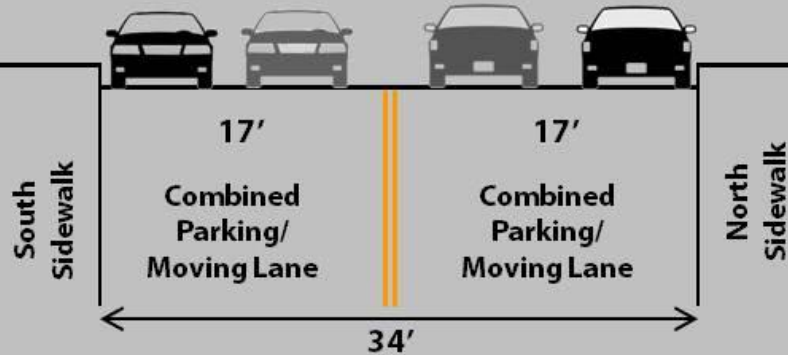 South
Sidewalk
17'
Combined
Parking/
Moving Lane
17'
Combined
Parking/
Moving Lane
North
Sidewalk
34'